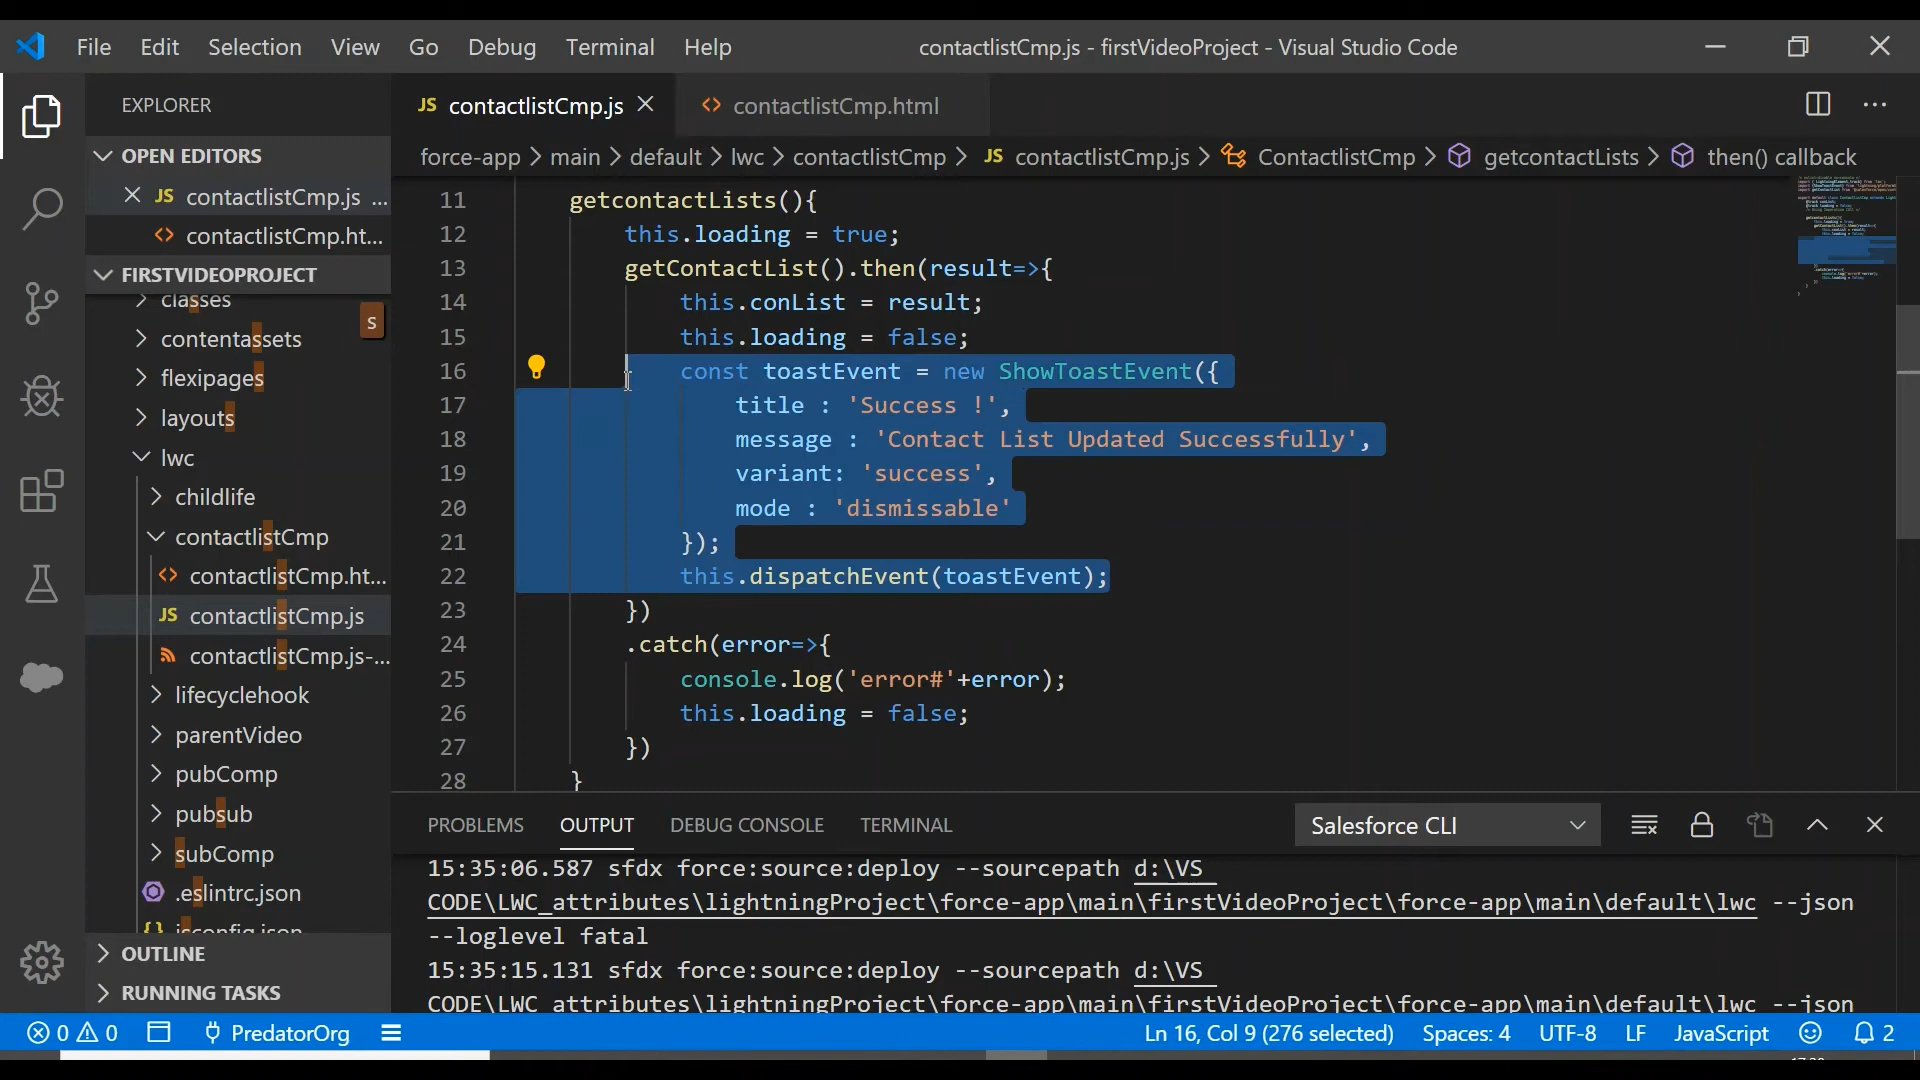 File Edit Selection View Go Debug Terminal Help contactlistCmp.js - firstVideoProject - Visual Studio Code
EXPLORER
OPEN EDITORS
JS contactlistCmp.js ...
contactlistCmp.ht...
FIRSTVIDEOPROJECT
classes
s
contentassets
flexipages
layouts
lwc
childlife
contactlistCmp
contactlistCmp.ht...
JS contactlistCmp.js
contactlistCmp.js-...
lifecyclehook
parentVideo
pubComp
pubsub
subComp
.eslintrc.json
jsconfig.json
OUTLINE
RUNNING TASKS
JS contactlistCmp.js contactlistCmp.html
force-app > main > default > lwc > contactlistCmp > JS contactlistCmp.js > ContactlistCmp > getcontactLists > then() callback
11 getcontactLists(){
12 this.loading = true;
13 getContactList().then(result=>{
14 this.conList = result;
15 this.loading = false;
16 const toastEvent = new ShowToastEvent({
17 title : 'Success !',
18 message : 'Contact List Updated Successfully',
19 variant: 'success',
20 mode : 'dismissable'
21 });
22 this.dispatchEvent(toastEvent);
23 })
24 .catch(error=>{
25 console.log('error#'+error);
26 this.loading = false;
27 })
28 }
PROBLEMS OUTPUT DEBUG CONSOLE TERMINAL Salesforce CLI
15:35:06.587 sfdx force:source:deploy --sourcepath d:\VS
CODE\LWC_attributes\lightningProject\force-app\main\firstVideoProject\force-app\main\default\lwc --json
--loglevel fatal
15:35:15.131 sfdx force:source:deploy --sourcepath d:\VS
CODE\LWC_attributes\lightningProject\force-app\main\firstVideoProject\force-app\main\default\lwc --json
0 0 PredatorOrg Ln 16, Col 9 (276 selected) Spaces: 4 UTF-8 LF JavaScript 2